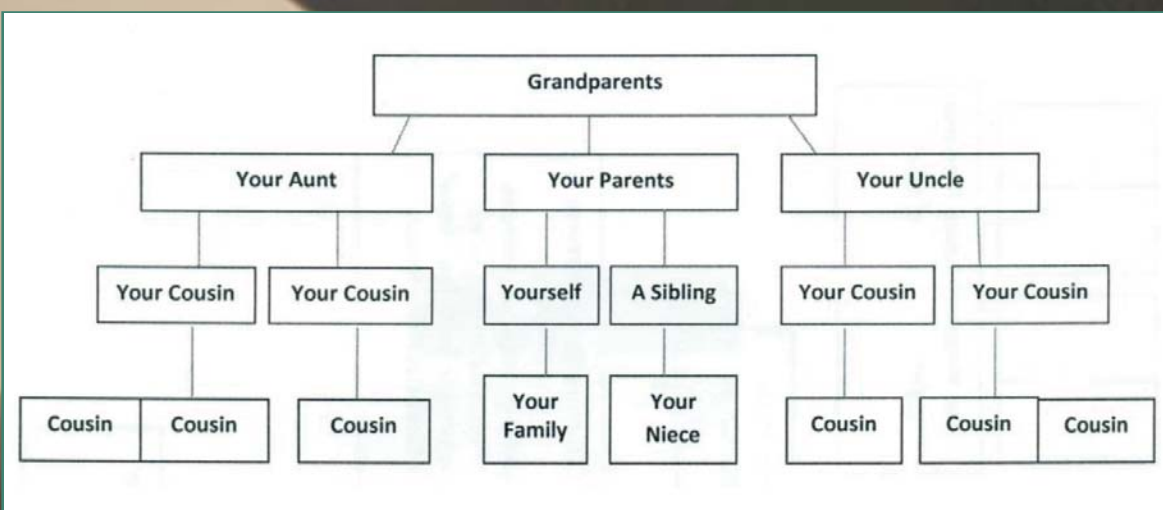 Grandparents
Your Aunt
Your Parents
Your Uncle
Your Cousin
Your Cousin
Yourself
A Sibling
Your Cousin
Your Cousin
Cousin
Cousin
Cousin
Your
Family
Your
Niece
Cousin
Cousin
Cousin